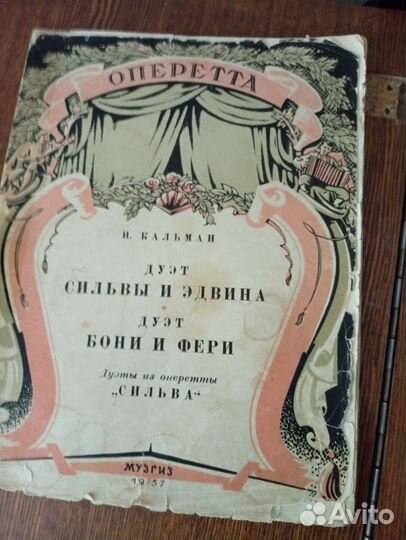 ОПЕРЕТТА
И. КАЛЬМАН
ДУЭТ
СИЛЬВЫ И ЭДВИНА
ДУЭТ
БОНИ И ФЕРИ
Дуэты из оперетты
„СИЛЬВА“
МУЗГИЗ
1957
Avito